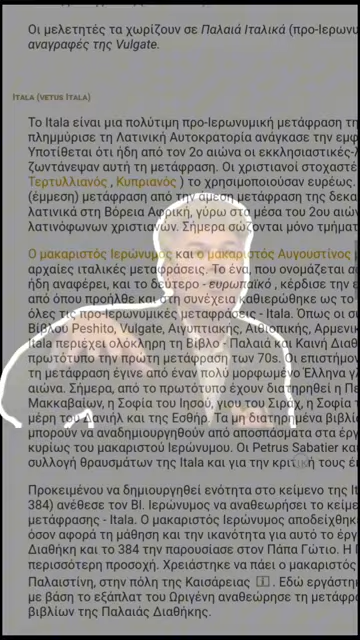 Οι μελετητές τα χωρίζουν σε Παλαιά Ιταλικά (προ-Ιερωνυ
αναγραφές της Vulgate.
ITALA (VETUS ITALA)
Το Itala είναι μια πολύτιμη προ-Ιερωνυμική μετάφραση τη
πλημμύρισε τη Λατινική Αυτοκρατορία ανάγκασε την εμφ
Υποτίθεται ότι ήδη από τον 2ο αιώνα οι εκκλησιαστικές-λ
ζωντάνεψαν αυτή τη μετάφραση. Οι χριστιανοί στοχαστέ
Τερτυλλιανός , Κυπριανός ) το χρησιμοποιούσαν ευρέως.
(έμμεση) μετάφραση από την άμεση μετάφραση της δεκα
λατινικά στη Βόρεια Αφρική, γύρω στα μέσα του 2ου αιών
λατινόφωνων χριστιανών. Σήμερα σώζονται μόνο τμήματ
Ο μακαριστός Ιερώνυμος και ο μακαριστός Αυγουστίνος μ
αρχαίες ιταλικές μεταφράσεις. Το ένα, που ονομάζεται α
ήδη αναφέρει, και το δεύτερο - ευρωπαϊκό , κέρδισε την ε
από όπου προήλθε και στη συνέχεια καθιερώθηκε ως το
όλες τις προ-Ιερωνυμικές μεταφράσεις - Itala. Όπως οι σ
Βίβλου Peshito, Vulgate, Αιγυπτιακής, Αιθιοπικής, Αρμενι
Itala περιέχει ολόκληρη τη Βίβλο - Παλαιά και Καινή Διαθ
πρωτότυπο την 1η τη μετάφραση των 70s. Οι επιστήμον
τη μετάφραση έγινε από έναν πολύ μορφωμένο Έλληνα γλ
αιώνα. Σήμερα, από το πρωτότυπο έχουν διατηρηθεί η Πε
Μακκαβαίων, η Σοφία του Ιησού, γιου του Σιράχ, η Σοφία τ
μέρη του Δανιήλ και της Εσθήρ. Τα μη διατηρημένα βιβλί
μπορούν να αναδημιουργηθούν από αποσπάσματα στα έργ
κυρίως του μακαριστού Ιερώνυμου. Οι Petrus Sabatier και
συλλογή θραυσμάτων της Itala και για την κριτική τους έπ
Προκειμένου να δημιουργηθεί ενότητα στο κείμενο της It
384) ανέθεσε τον Βl. Ιερώνυμος να αναθεωρήσει το κείμε
μετάφρασης - Itala. Ο μακαριστός Ιερώνυμος αποδείχθηκ
όσον αφορά τη μάθηση και την ικανότητα για αυτό το έργ
Διαθήκη και το 384 την παρουσίασε στον Πάπα Γώτιο. Η Π
περισσότερη προσοχή. Χρειάστηκε να πάει ο μακαριστός
Παλαιστίνη, στην πόλη της Καισάρειας . Εδώ εργάστη
με βάση το εξάπλατ του Ωριγένη αναθεώρησε τη μετάφρ
βιβλίων της Παλαιάς Διαθήκης.